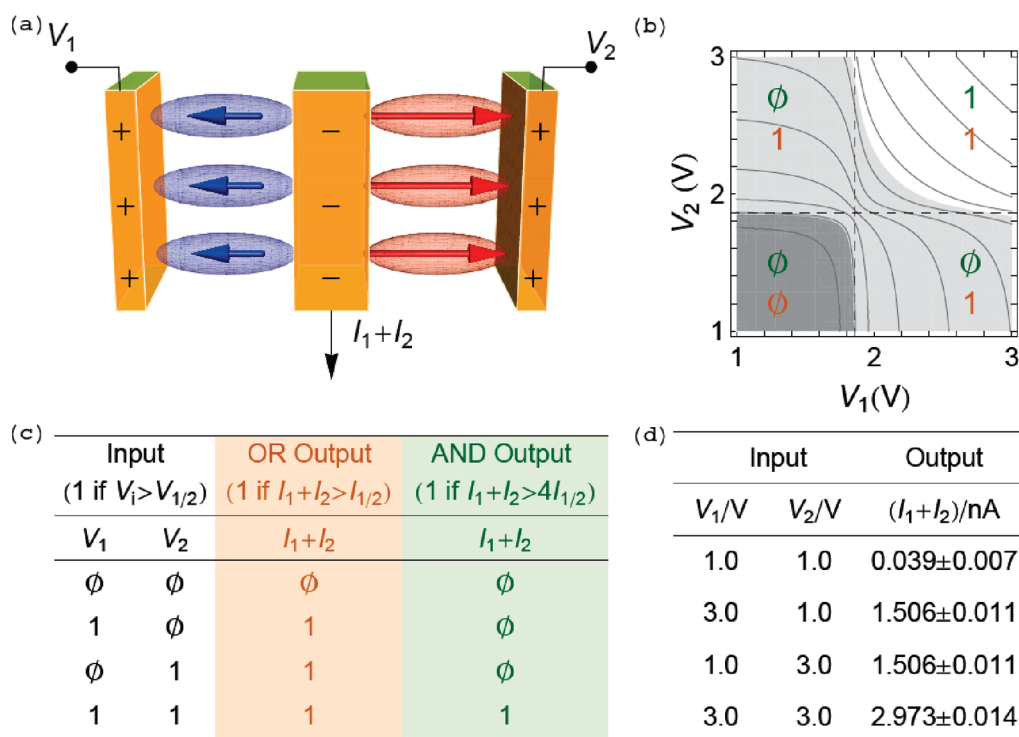 (a)
V1
V2
+ − +
+ − +
+ − +
I1+I2
(b)
3
ϕ 1
1 1
V2(V)
2
ϕ ϕ
ϕ 1
1
1 2 3
V1(V)
(c)
Input OR Output AND Output
(1 if Vi>V1/2) (1 if I1+I2>I1/2) (1 if I1+I2>4I1/2)
V1 V2 I1+I2 I1+I2
ϕ ϕ ϕ ϕ
1 ϕ 1 ϕ
ϕ 1 1 ϕ
1 1 1 1
(d)
Input Output
V1/V V2/V (I1+I2)/nA
1.0 1.0 0.039±0.007
3.0 1.0 1.506±0.011
1.0 3.0 1.506±0.011
3.0 3.0 2.973±0.014